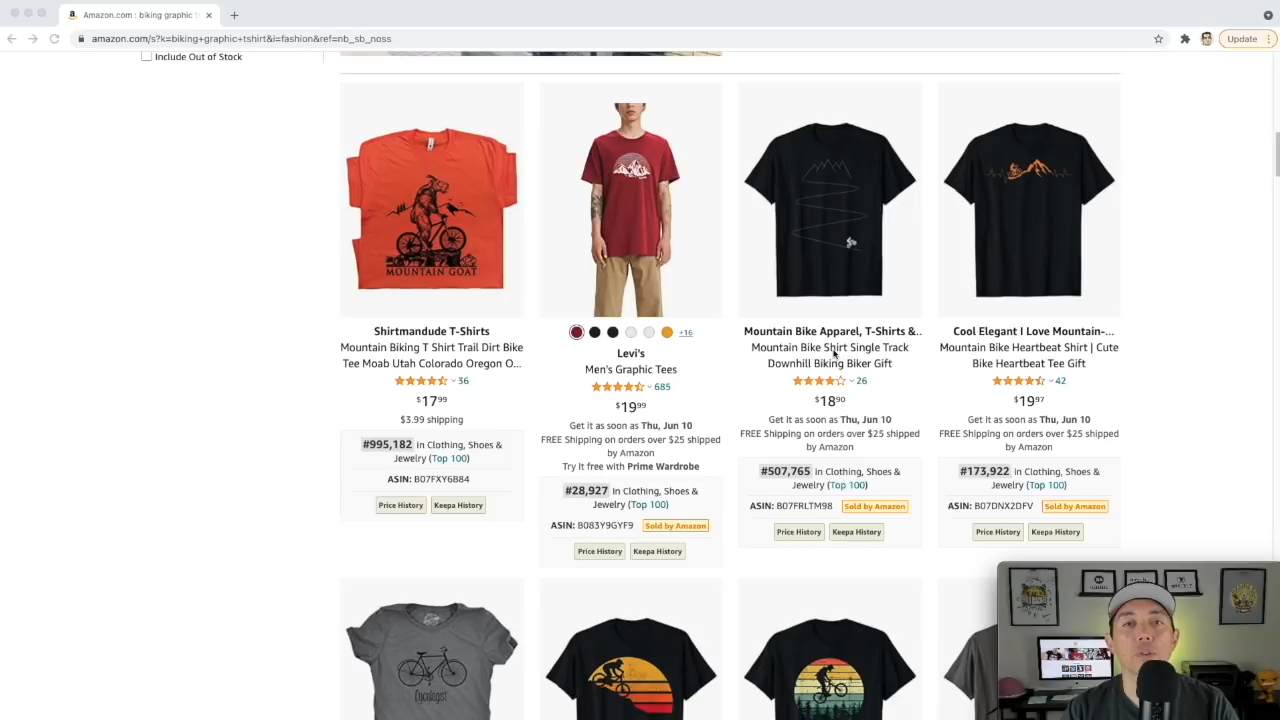 Amazon.com : biking graphic t
Update
amazon.com/s?k=biking+graphic+tshirt&i=fashion&ref=nb_sb_noss
Include Out of Stock
MOUNTAIN GOAT
Shirtmandude T-Shirts
Mountain Biking T Shirt Trail Dirt Bike
Tee Moab Utah Colorado Oregon O...
36
$17.99
$3.99 shipping
#995,182 in Clothing, Shoes &
Jewelry (Top 100)
ASIN: B07FXY6B84
Price History Keepa History
+16
Levi's
Men's Graphic Tees
685
$19.99
Get it as soon as Thu, Jun 10
FREE Shipping on orders over $25 shipped
by Amazon
Try it free with Prime Wardrobe
#28,927 in Clothing, Shoes &
Jewelry (Top 100)
ASIN: B083Y9GYF9 Sold by Amazon
Price History Keepa History
Mountain Bike Apparel, T-Shirts &..
Mountain Bike Shirt Single Track
Downhill Biking Biker Gift
26
$18.90
Get it as soon as Thu, Jun 10
FREE Shipping on orders over $25 shipped
by Amazon
#507,765 in Clothing, Shoes &
Jewelry (Top 100)
ASIN: B07FRLTM98 Sold by Amazon
Price History Keepa History
Cool Elegant I Love Mountain-...
Mountain Bike Heartbeat Shirt | Cute
Bike Heartbeat Tee Gift
42
$19.97
Get it as soon as Thu, Jun 10
FREE Shipping on orders over $25 shipped
by Amazon
#173,922 in Clothing, Shoes &
Jewelry (Top 100)
ASIN: B07DNX2DFV Sold by Amazon
Price History Keepa History
Cycologist